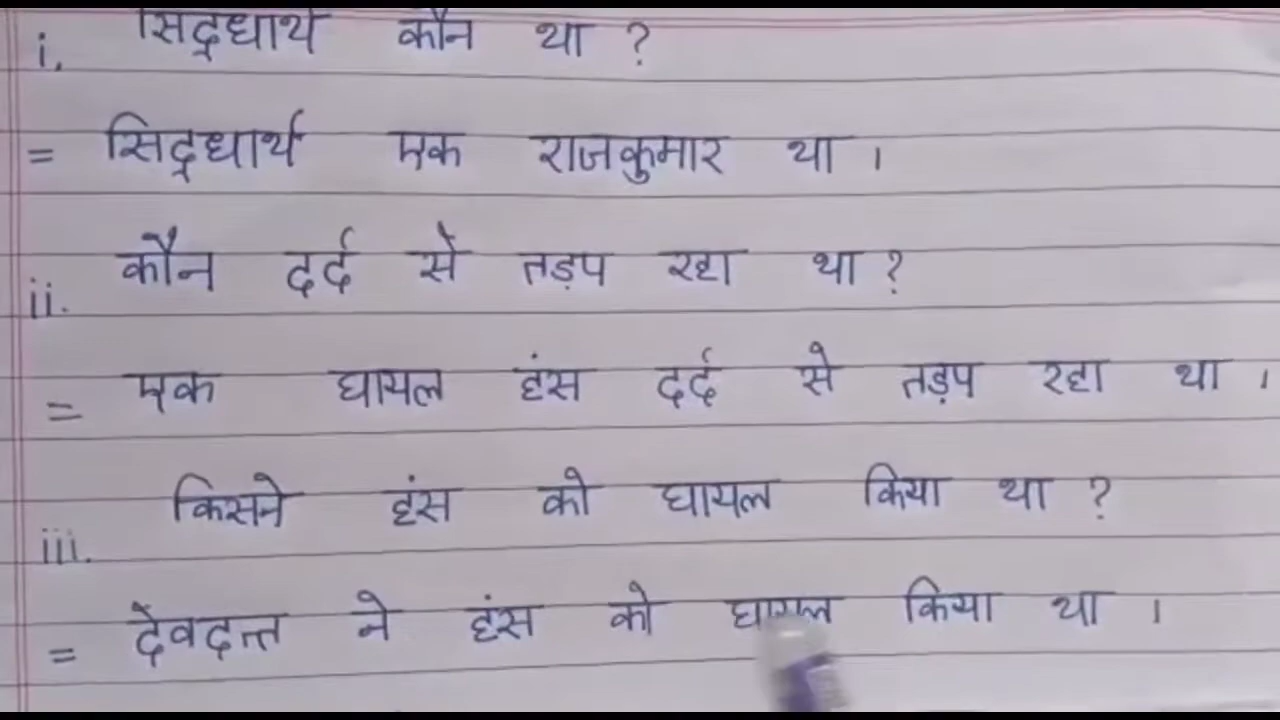 i. सिद्धार्थ कौन था ?
= सिद्धार्थ एक राजकुमार था ।
ii. कौन दर्द से तड़प रहा था ?
= एक घायल हंस दर्द से तड़प रहा था ।
iii. किसने हंस को घायल किया था ?
= देवदत्त ने हंस को घायल किया था ।